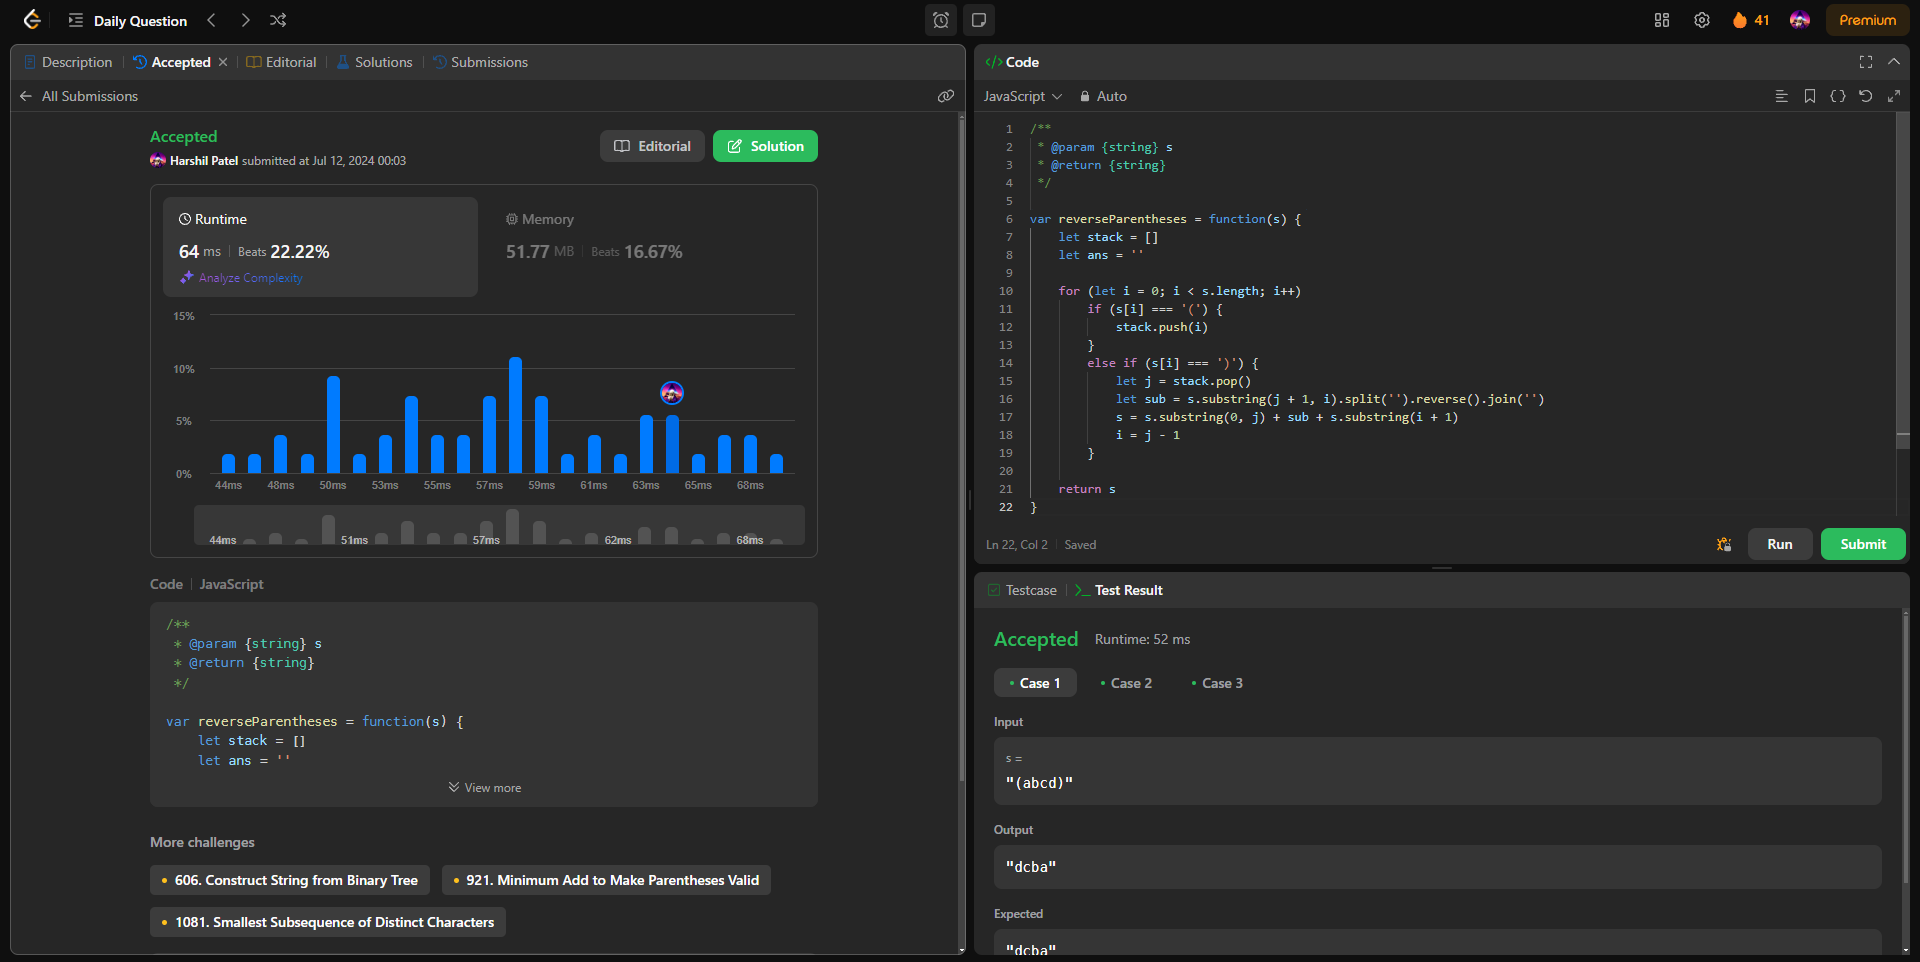 Daily Question
41
Premium
Description
Accepted
Editorial
Solutions
Submissions
All Submissions
Accepted
Harshil Patel submitted at Jul 12, 2024 00:03
Editorial
Solution
Runtime
64 ms | Beats 22.22%
Analyze Complexity
Memory
51.77 MB | Beats 16.67%
15%
10%
5%
0%
44ms 48ms 50ms 53ms 55ms 57ms 59ms 61ms 63ms 65ms 68ms
44ms 51ms 57ms 62ms 68ms
Code | JavaScript
/**
 * @param {string} s
 * @return {string}
 */
var reverseParentheses = function(s) {
    let stack = []
    let ans = ''
View more
More challenges
606. Construct String from Binary Tree
921. Minimum Add to Make Parentheses Valid
1081. Smallest Subsequence of Distinct Characters
</> Code
JavaScript
Auto
1 /**
2  * @param {string} s
3  * @return {string}
4  */
5
6 var reverseParentheses = function(s) {
7     let stack = []
8     let ans = ''
9
10     for (let i = 0; i < s.length; i++)
11         if (s[i] === '(') {
12             stack.push(i)
13         }
14         else if (s[i] === ')') {
15             let j = stack.pop()
16             let sub = s.substring(j + 1, i).split('').reverse().join('')
17             s = s.substring(0, j) + sub + s.substring(i + 1)
18             i = j - 1
19         }
20
21     return s
22 }
Ln 22, Col 2 | Saved
Run
Submit
Testcase
>_ Test Result
Accepted
Runtime: 52 ms
Case 1
Case 2
Case 3
Input
s =
"(abcd)"
Output
"dcba"
Expected
"dcba"